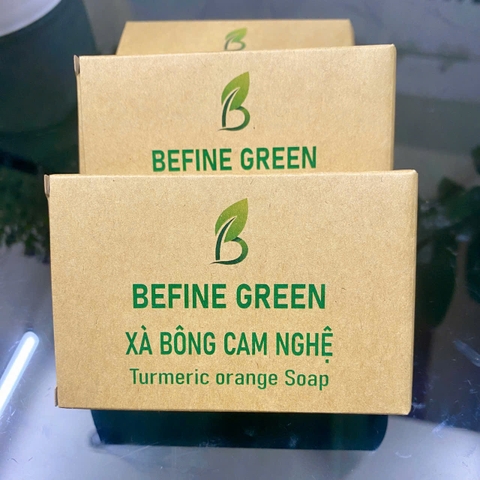 BEFINE GREEN
BEFINE GREEN
XÀ BÔNG CAM NGHỆ
Turmeric orange Soap